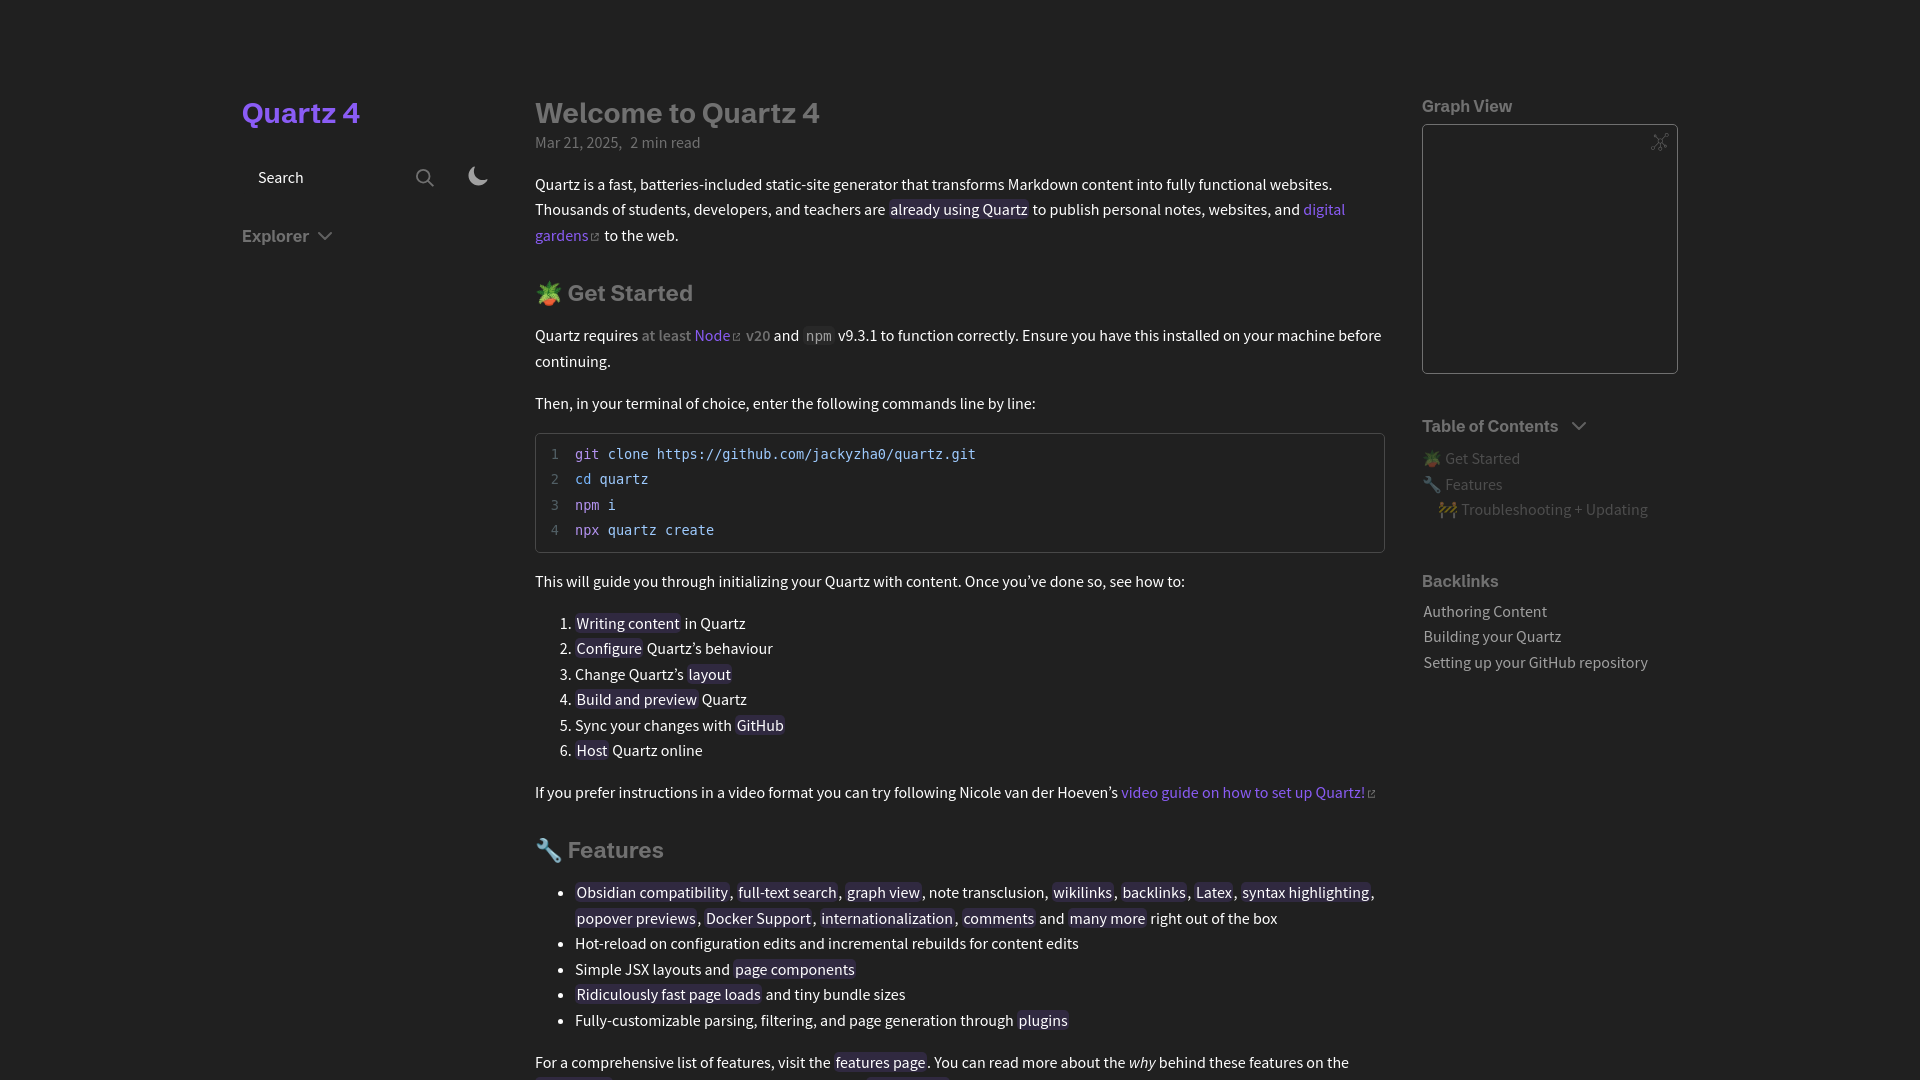 Quartz 4
Search
Explorer
Welcome to Quartz 4
Mar 21, 2025, 2 min read
Quartz is a fast, batteries-included static-site generator that transforms Markdown content into fully functional websites.
Thousands of students, developers, and teachers are already using Quartz to publish personal notes, websites, and digital
gardens to the web.
🪴 Get Started
Quartz requires at least Node v20 and npm v9.3.1 to function correctly. Ensure you have this installed on your machine before
continuing.
Then, in your terminal of choice, enter the following commands line by line:
1 git clone https://github.com/jackyzha0/quartz.git
2 cd quartz
3 npm i
4 npx quartz create
This will guide you through initializing your Quartz with content. Once you’ve done so, see how to:
1. Writing content in Quartz
2. Configure Quartz’s behaviour
3. Change Quartz’s layout
4. Build and preview Quartz
5. Sync your changes with GitHub
6. Host Quartz online
If you prefer instructions in a video format you can try following Nicole van der Hoeven’s video guide on how to set up Quartz!
🔧 Features
• Obsidian compatibility, full-text search, graph view, note transclusion, wikilinks, backlinks, Latex, syntax highlighting,
popover previews, Docker Support, internationalization, comments and many more right out of the box
• Hot-reload on configuration edits and incremental rebuilds for content edits
• Simple JSX layouts and page components
• Ridiculously fast page loads and tiny bundle sizes
• Fully-customizable parsing, filtering, and page generation through plugins
For a comprehensive list of features, visit the features page. You can read more about the why behind these features on the
Graph View
Table of Contents
🪴 Get Started
🔧 Features
🚧 Troubleshooting + Updating
Backlinks
Authoring Content
Building your Quartz
Setting up your GitHub repository